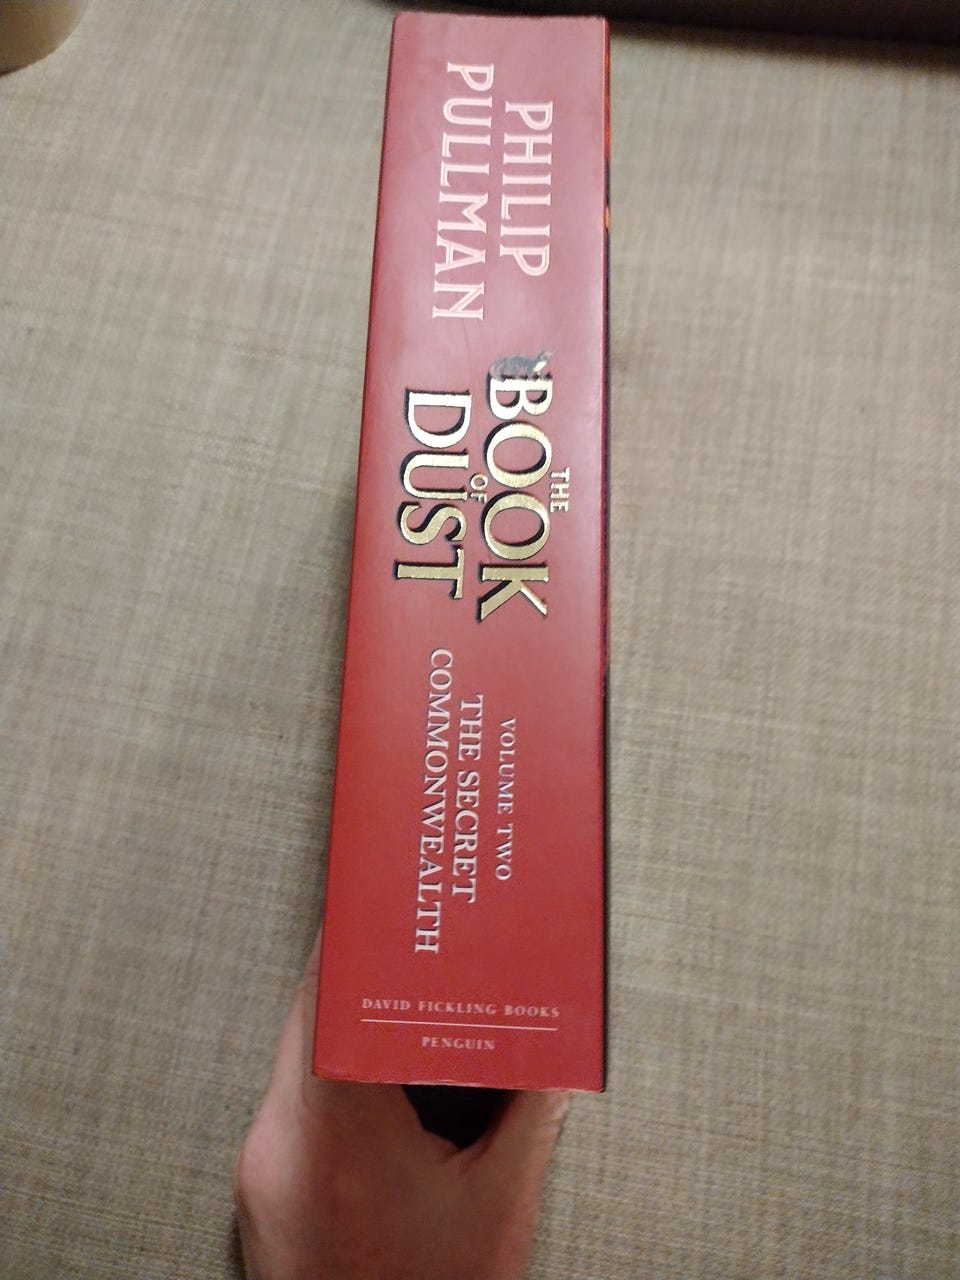 PHILIP
PULLMAN
THE
BOOK
OF
DUST
VOLUME TWO
THE SECRET
COMMONWEALTH
DAVID FICKLING BOOKS
PENGUIN